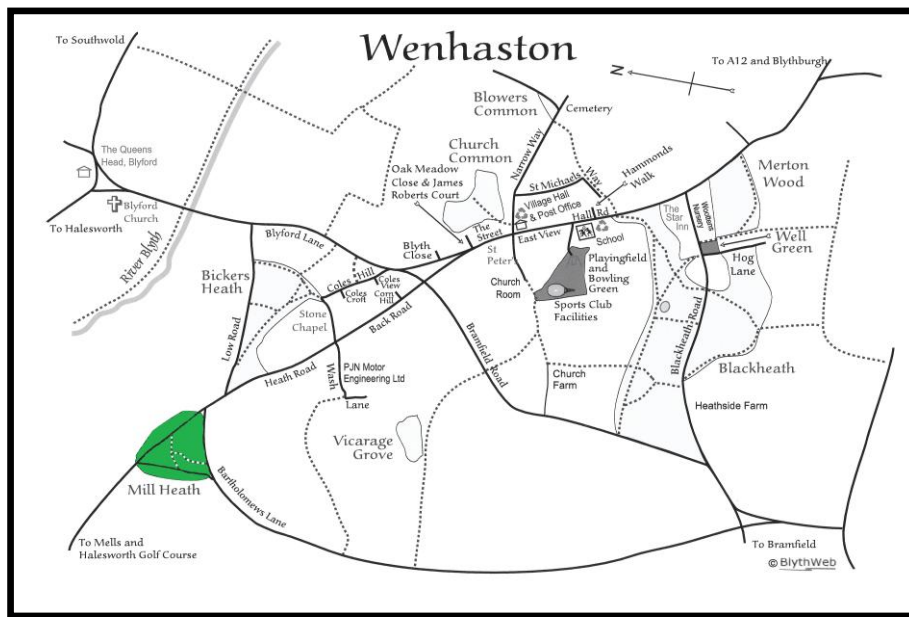 Wenhaston
To Southwold
N
To A12 and Blythburgh
Blowers
Common
Cemetery
The Queens
Head, Blyford
Church
Common
Narrow Way
Oak Meadow
Close & James
Roberts Court
Hammonds
Walk
Merton
Wood
St Michaels
Way
Blyford
Church
Village Hall
& Post Office
The
Star
Inn
Woottens
Nursery
To Halesworth
River Blyth
Blyford Lane
Blyth
Close
The
Street
Hall Rd
East View
School
Well
Green
Bickers
Heath
St
Peter
Hog
Lane
Coles Hill
Coles
View
Coles
Croft
Corn
Hill
Church
Room
Playingfield
and
Bowling
Green
Sports Club
Facilities
Stone
Chapel
Back Road
Low Road
Bramfield Road
Blackheath Road
PJN Motor
Engineering Ltd
Heath Road
Wash
Lane
Church
Farm
Blackheath
Heathside Farm
Vicarage
Grove
Mill Heath
Bartholomews Lane
To Mells and
Halesworth Golf Course
To Bramfield
© BlythWeb